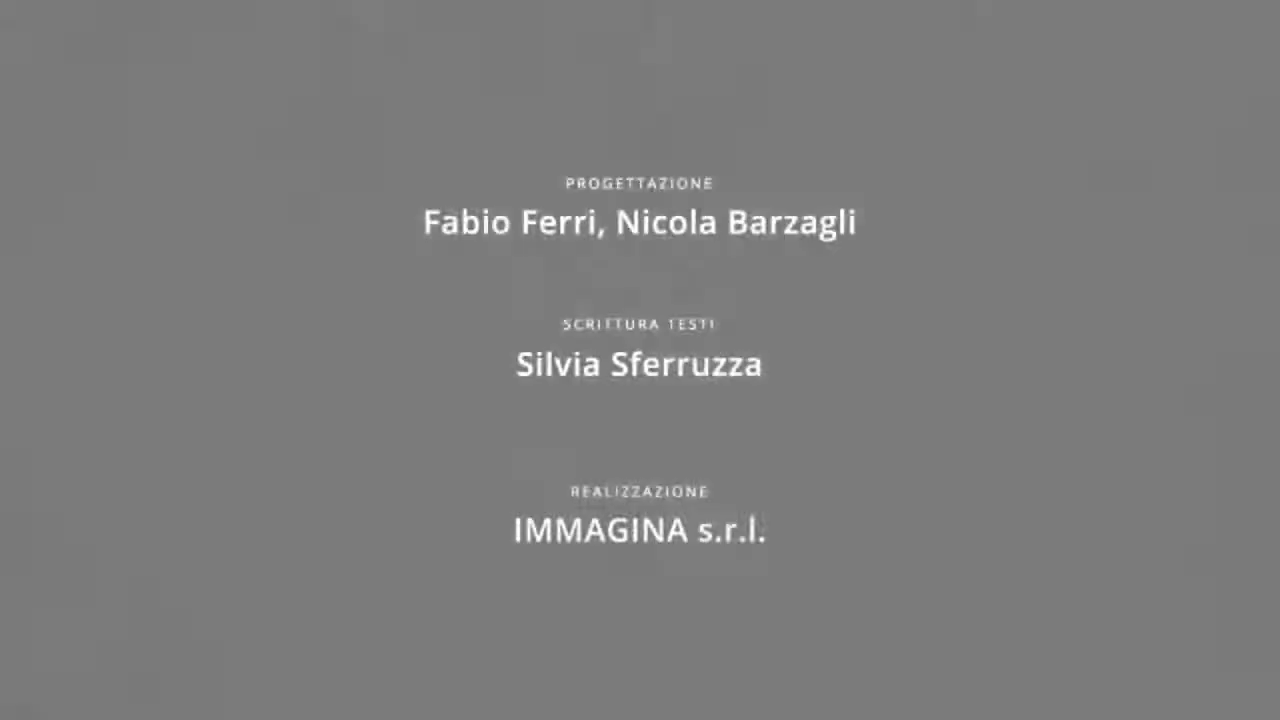 PROGETTAZIONE
Fabio Ferri, Nicola Barzagli
SCRITTURA TESTI
Silvia Sferruzza
REALIZZAZIONE
IMMAGINA s.r.l.